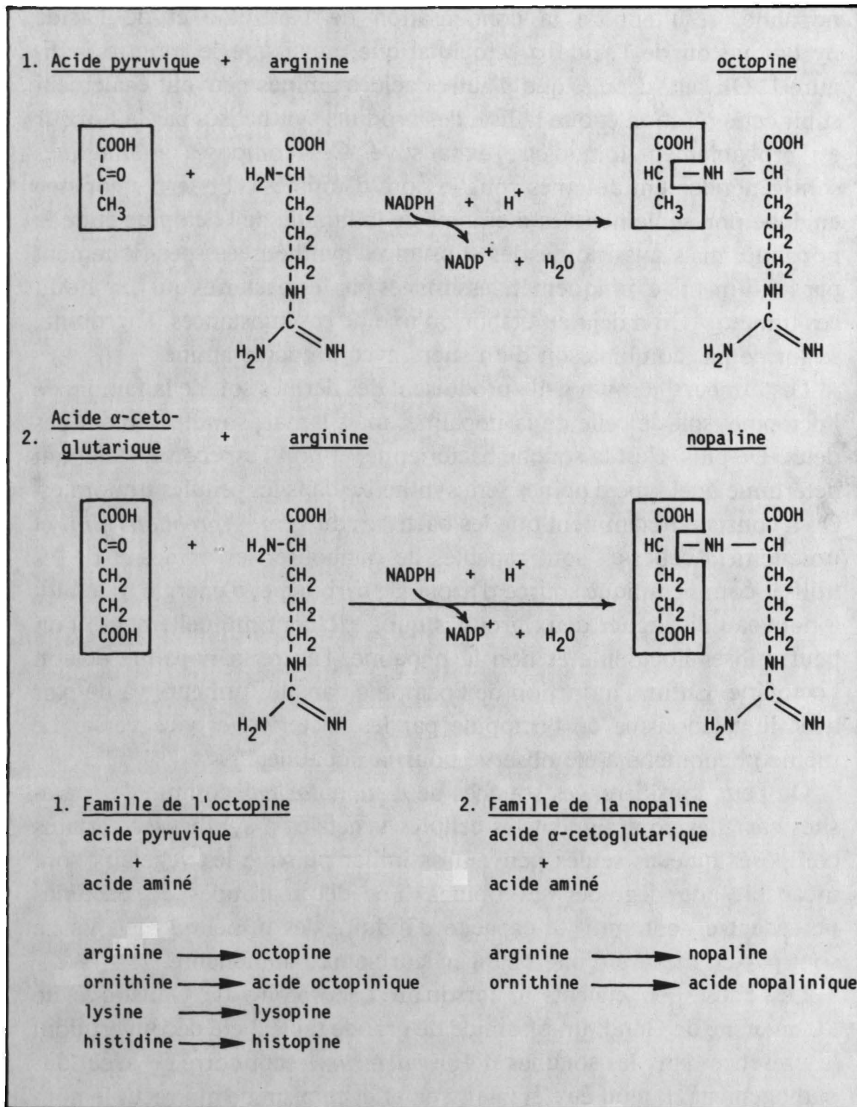 1. Acide pyruvique + arginine octopine
COOH COOH COOH COOH
C=O + H₂N-CH HC — NH — CH
CH₃ CH₂ NADPH + H⁺ CH₃ CH₂
CH₂ CH₂
CH₂ NADP⁺ + H₂O CH₂
NH NH
C C
H₂N NH H₂N NH
Acide α-ceto-
2. glutarique + arginine nopaline
COOH COOH COOH COOH
C=O + H₂N-CH HC — NH — CH
CH₂ CH₂ NADPH + H⁺ CH₂ CH₂
CH₂ CH₂ CH₂ CH₂
COOH CH₂ NADP⁺ + H₂O COOH CH₂
NH NH
C C
H₂N NH H₂N NH
1. Famille de l'octopine
acide pyruvique
+
acide aminé
arginine → octopine
ornithine → acide octopinique
lysine → lysopine
histidine → histopine
2. Famille de la nopaline
acide α-cetoglutarique
+
acide aminé
arginine → nopaline
ornithine → acide nopalinique